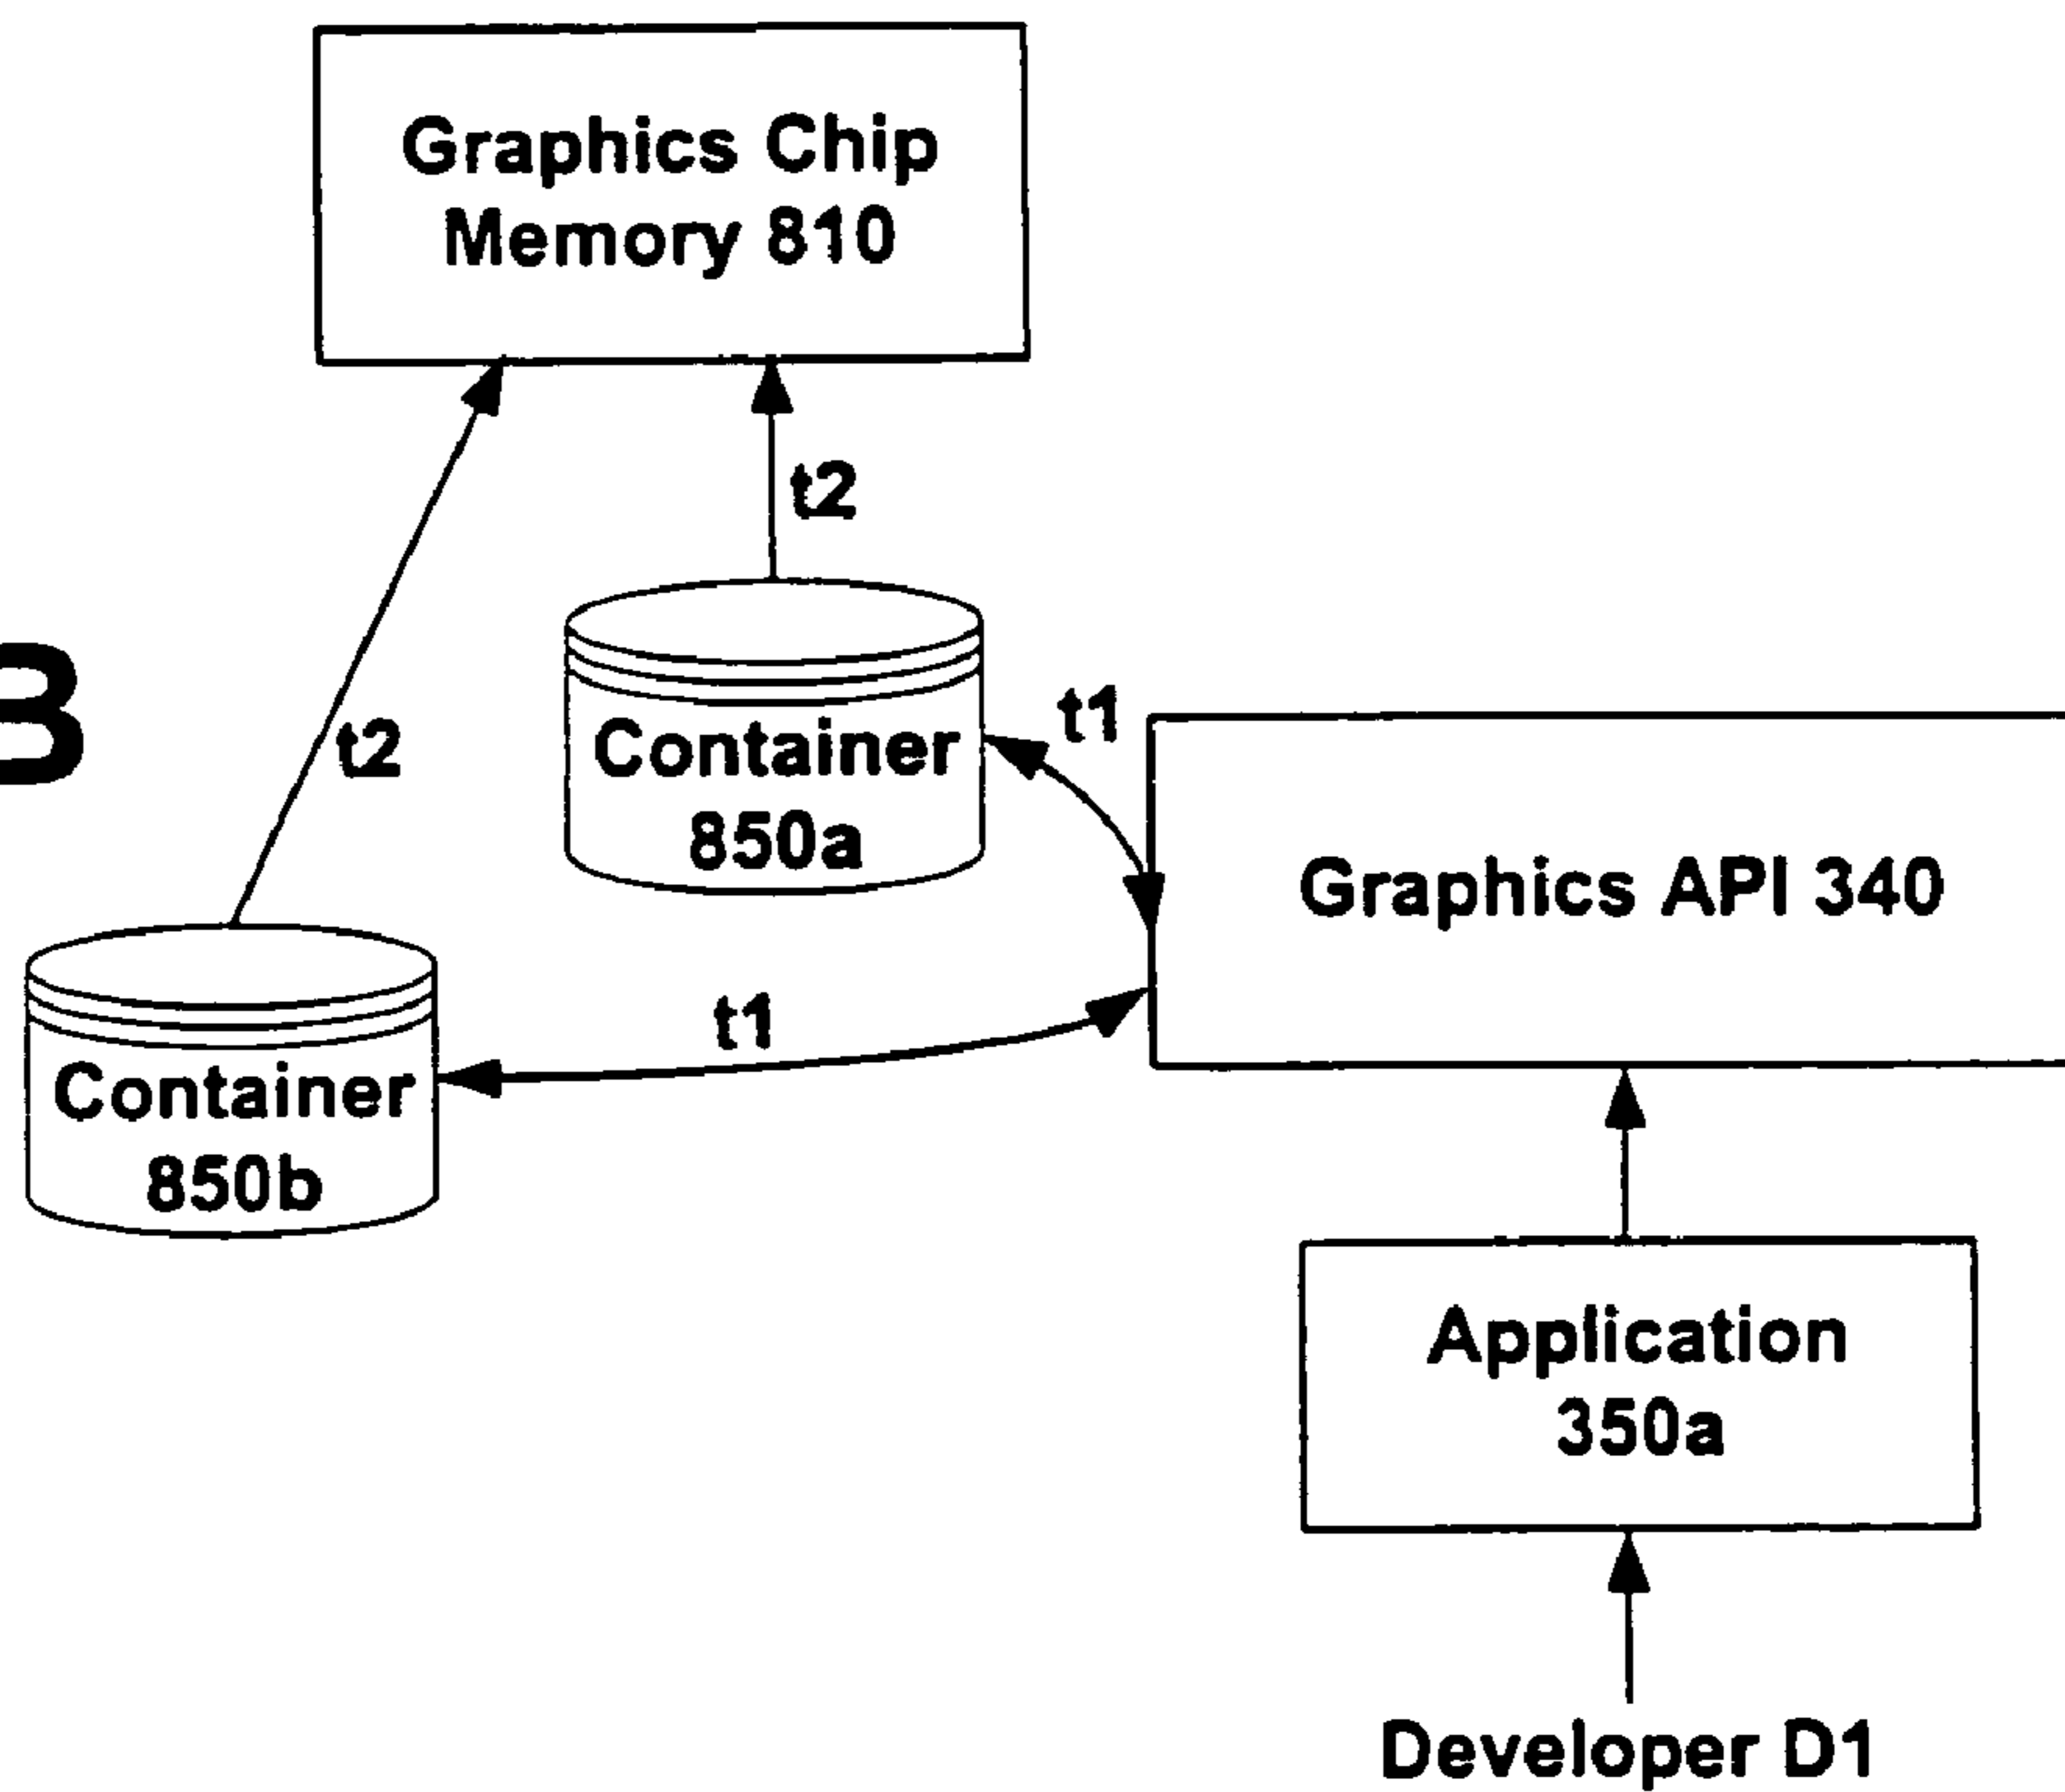 Graphics Chip
Memory 810
t2
B
t2
Container
850a
t1
Graphics API 340
Container
850b
t1
Application
350a
Developer D1